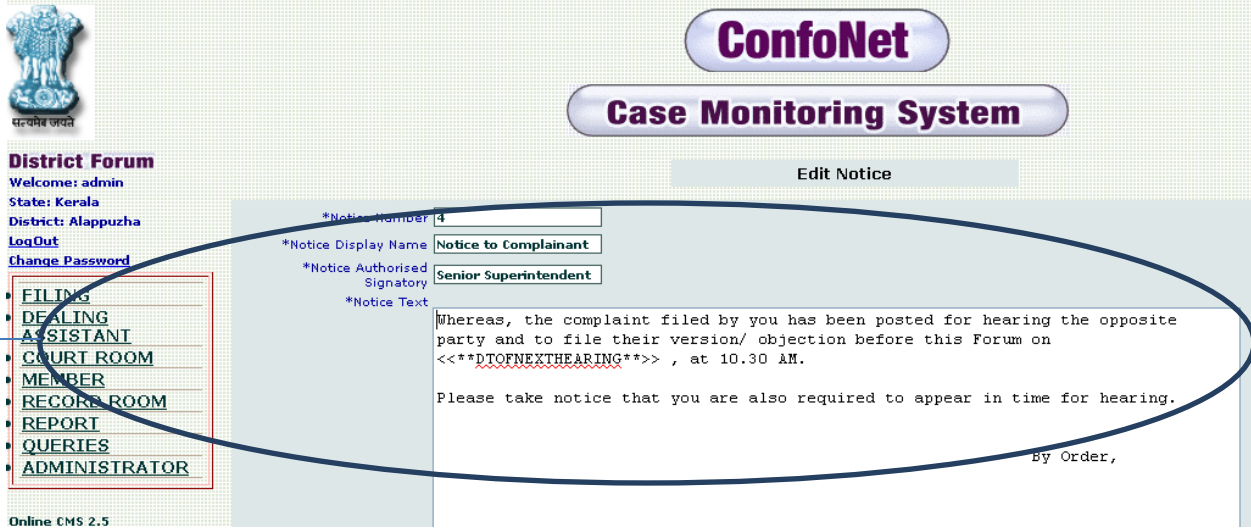 सत्यमेव जयते
ConfoNet
Case Monitoring System
District Forum
Welcome: admin
State: Kerala
District: Alappuzha
LogOut
Change Password
FILING
DEALING
ASSISTANT
COURT ROOM
MEMBER
RECORD ROOM
REPORT
QUERIES
ADMINISTRATOR
Online CMS 2.5
Edit Notice
*Notice Number 4
*Notice Display Name Notice to Complainant
*Notice Authorised
Signatory Senior Superintendent
*Notice Text
Whereas, the complaint filed by you has been posted for hearing the opposite
party and to file their version/ objection before this Forum on
<<**DTOFNEXTHEARING**>> , at 10.30 AM.
Please take notice that you are also required to appear in time for hearing.
By Order,